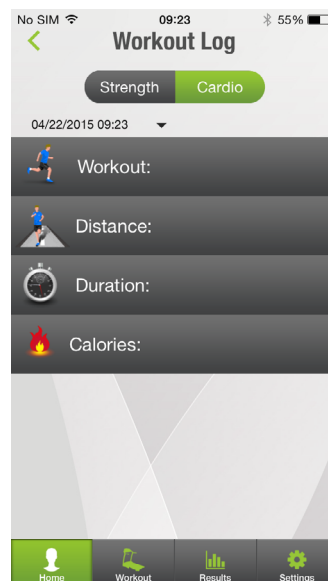 No SIM 09:23 55%
Workout Log
Strength Cardio
04/22/2015 09:23
Workout:
Distance:
Duration:
Calories:
Home Workout Results Settings